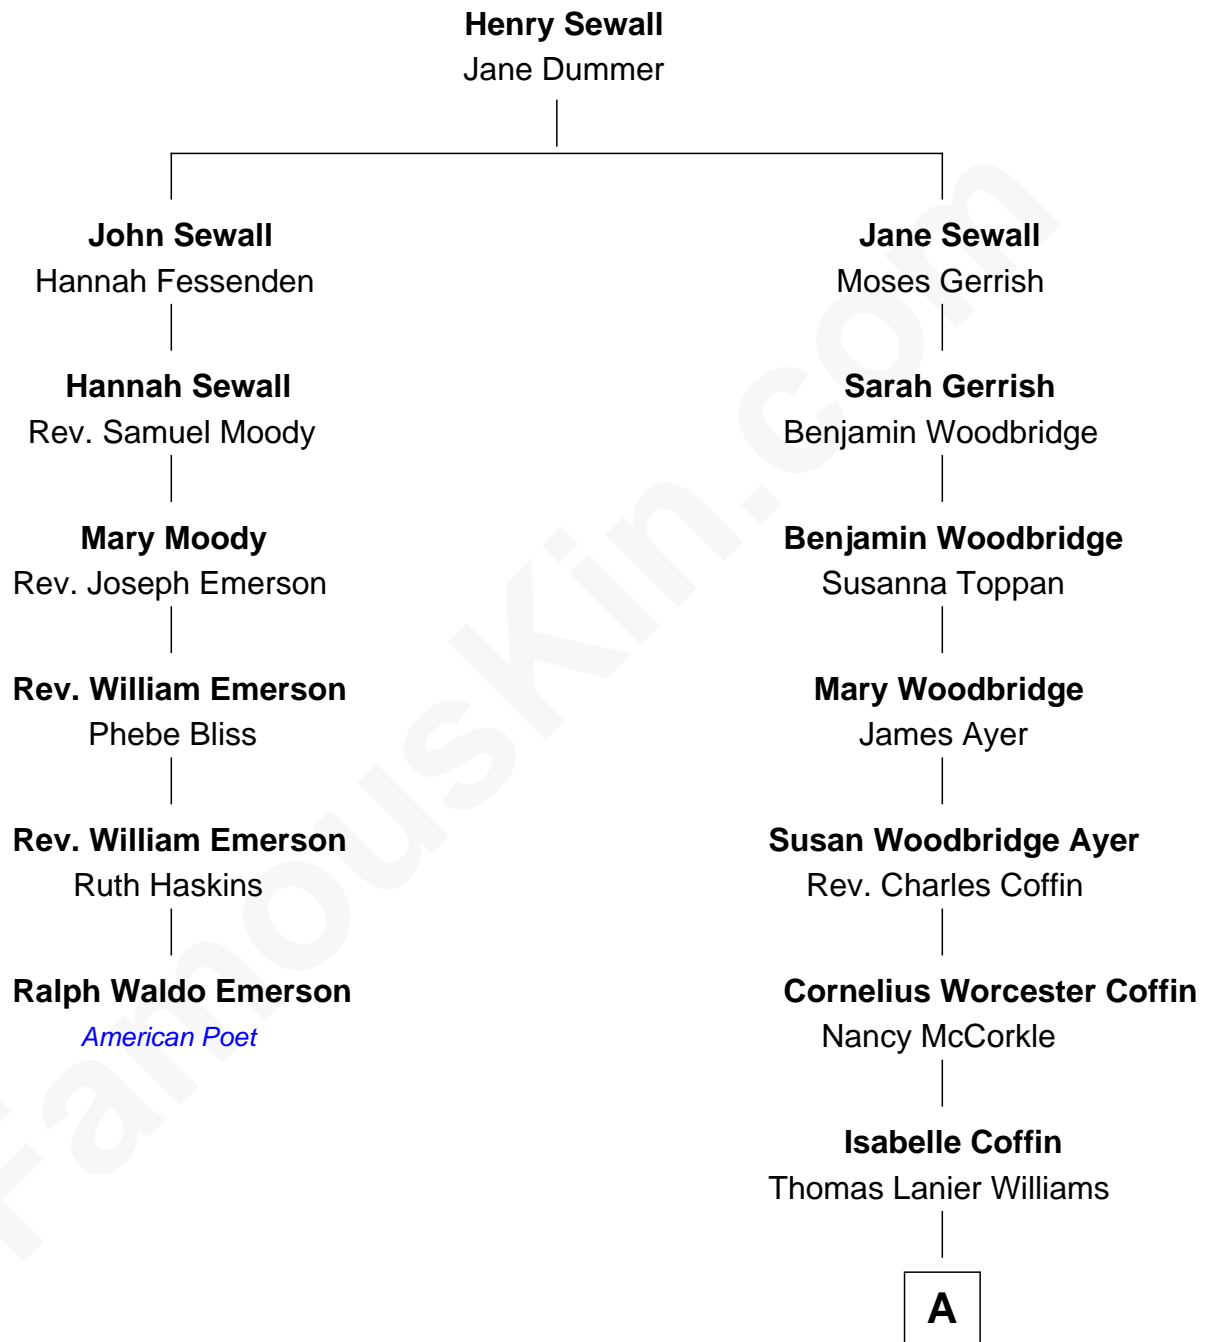 Henry Sewall
Jane Dummer
John Sewall
Hannah Fessenden
Jane Sewall
Moses Gerrish
Hannah Sewall
Rev. Samuel Moody
Sarah Gerrish
Benjamin Woodbridge
Mary Moody
Rev. Joseph Emerson
Benjamin Woodbridge
Susanna Toppan
Rev. William Emerson
Phebe Bliss
Mary Woodbridge
James Ayer
Rev. William Emerson
Ruth Haskins
Susan Woodbridge Ayer
Rev. Charles Coffin
Ralph Waldo Emerson
American Poet
Cornelius Worcester Coffin
Nancy McCorkle
Isabelle Coffin
Thomas Lanier Williams
A
FamousKin.com